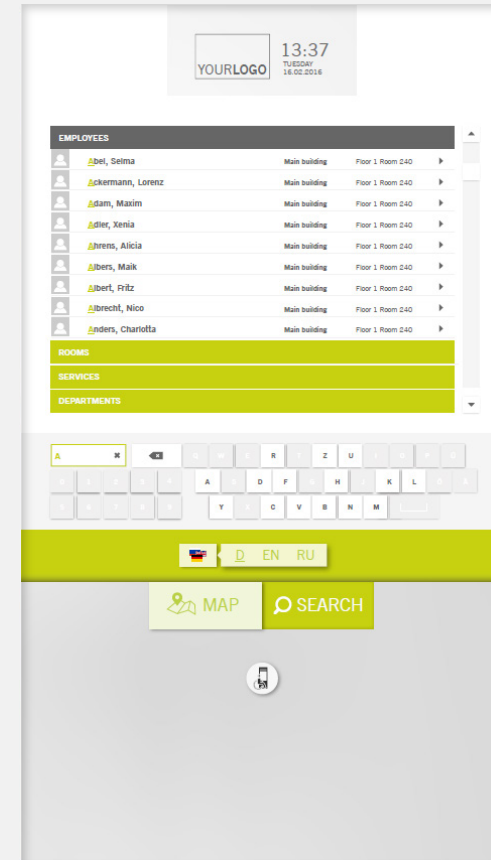 YOURLOGO
13:37
TUESDAY
16.02.2016
EMPLOYEES
Abel, Selma Main building Floor 1 Room 240
Ackermann, Lorenz Main building Floor 1 Room 240
Adam, Maxim Main building Floor 1 Room 240
Adler, Xenia Main building Floor 1 Room 240
Ahrens, Alicia Main building Floor 1 Room 240
Albers, Maik Main building Floor 1 Room 240
Albert, Fritz Main building Floor 1 Room 240
Albrecht, Nico Main building Floor 1 Room 240
Anders, Charlotta Main building Floor 1 Room 240
ROOMS
SERVICES
DEPARTMENTS
A
R Z U
A D F H K L
Y C V B N M
D EN RU
MAP SEARCH